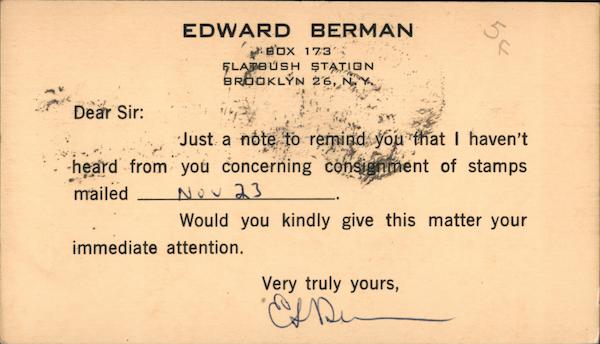 EDWARD BERMAN
BOX 173
FLATBUSH STATION
BROOKLYN 26, N.Y.
Dear Sir:
Just a note to remind you that I haven't
heard from you concerning consignment of stamps
mailed Nov 23.
Would you kindly give this matter your
immediate attention.
Very truly yours,